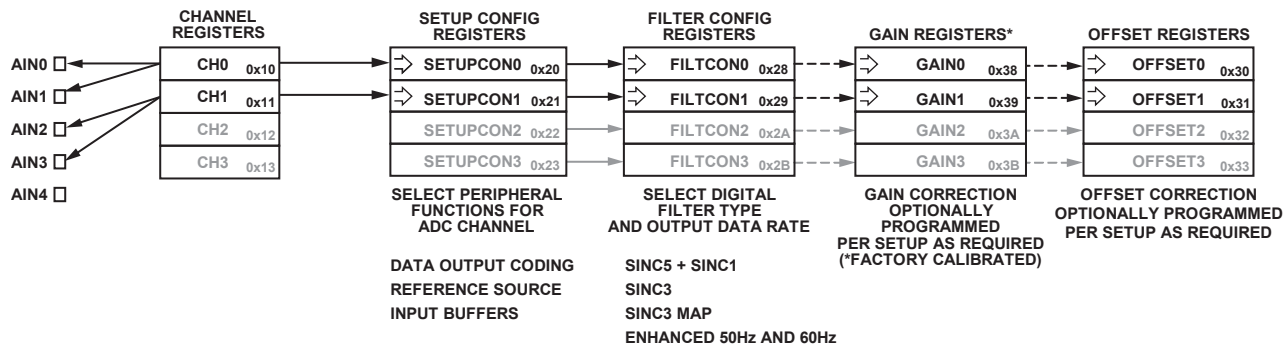 CHANNEL
REGISTERS
SETUP CONFIG
REGISTERS
FILTER CONFIG
REGISTERS
GAIN REGISTERS*
OFFSET REGISTERS
AIN0
AIN1
AIN2
AIN3
AIN4
CH0 0x10
CH1 0x11
CH2 0x12
CH3 0x13
SETUPCON0 0x20
SETUPCON1 0x21
SETUPCON2 0x22
SETUPCON3 0x23
FILTCON0 0x28
FILTCON1 0x29
FILTCON2 0x2A
FILTCON3 0x2B
GAIN0 0x38
GAIN1 0x39
GAIN2 0x3A
GAIN3 0x3B
OFFSET0 0x30
OFFSET1 0x31
OFFSET2 0x32
OFFSET3 0x33
SELECT PERIPHERAL
FUNCTIONS FOR
ADC CHANNEL
SELECT DIGITAL
FILTER TYPE
AND OUTPUT DATA RATE
GAIN CORRECTION
OPTIONALLY
PROGRAMMED
PER SETUP AS REQUIRED
(*FACTORY CALIBRATED)
OFFSET CORRECTION
OPTIONALLY PROGRAMMED
PER SETUP AS REQUIRED
DATA OUTPUT CODING
REFERENCE SOURCE
INPUT BUFFERS
SINC5 + SINC1
SINC3
SINC3 MAP
ENHANCED 50Hz AND 60Hz